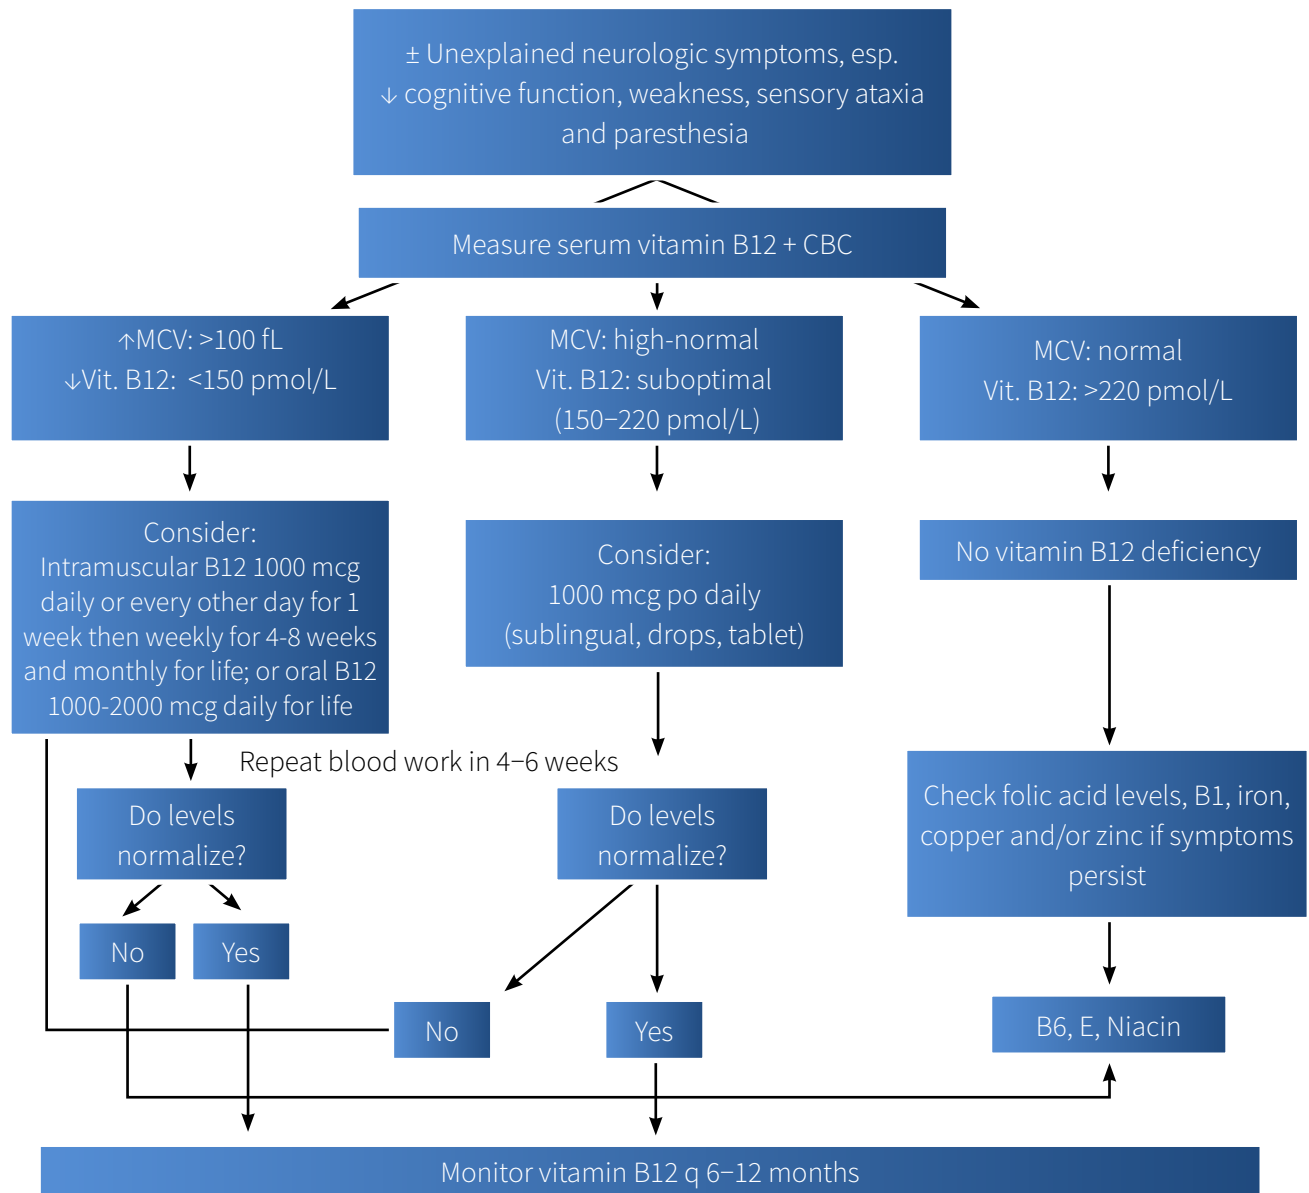 ± Unexplained neurologic symptoms, esp.
↓ cognitive function, weakness, sensory ataxia
and paresthesia
Measure serum vitamin B12 + CBC
↑MCV: >100 fL
↓Vit. B12: <150 pmol/L
MCV: high-normal
Vit. B12: suboptimal
(150–220 pmol/L)
MCV: normal
Vit. B12: >220 pmol/L
Consider:
Intramuscular B12 1000 mcg
daily or every other day for 1
week then weekly for 4-8 weeks
and monthly for life; or oral B12
1000-2000 mcg daily for life
Consider:
1000 mcg po daily
(sublingual, drops, tablet)
No vitamin B12 deficiency
Repeat blood work in 4–6 weeks
Do levels
normalize?
Do levels
normalize?
Check folic acid levels, B1, iron,
copper and/or zinc if symptoms
persist
No
Yes
No
Yes
B6, E, Niacin
Monitor vitamin B12 q 6–12 months